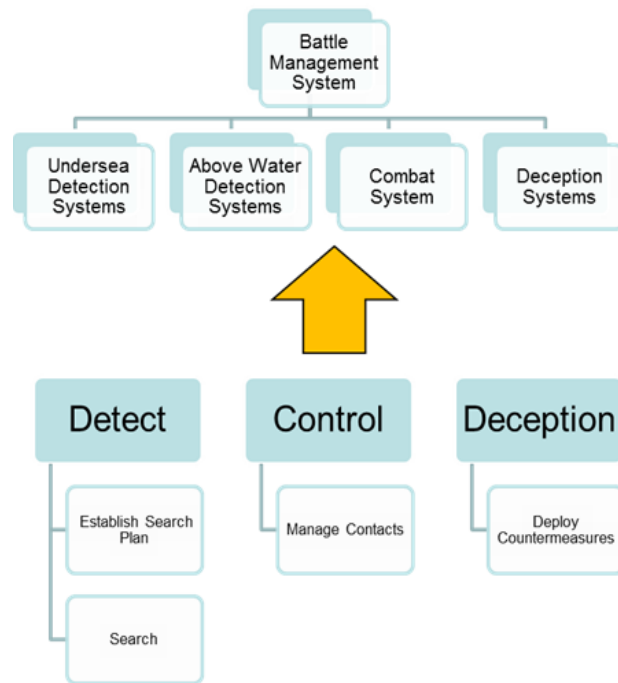 Battle
Management
System
Undersea
Detection
Systems
Above Water
Detection
Systems
Combat
System
Deception
Systems
Detect
Control
Deception
Establish Search
Plan
Manage Contacts
Deploy
Countermeasures
Search